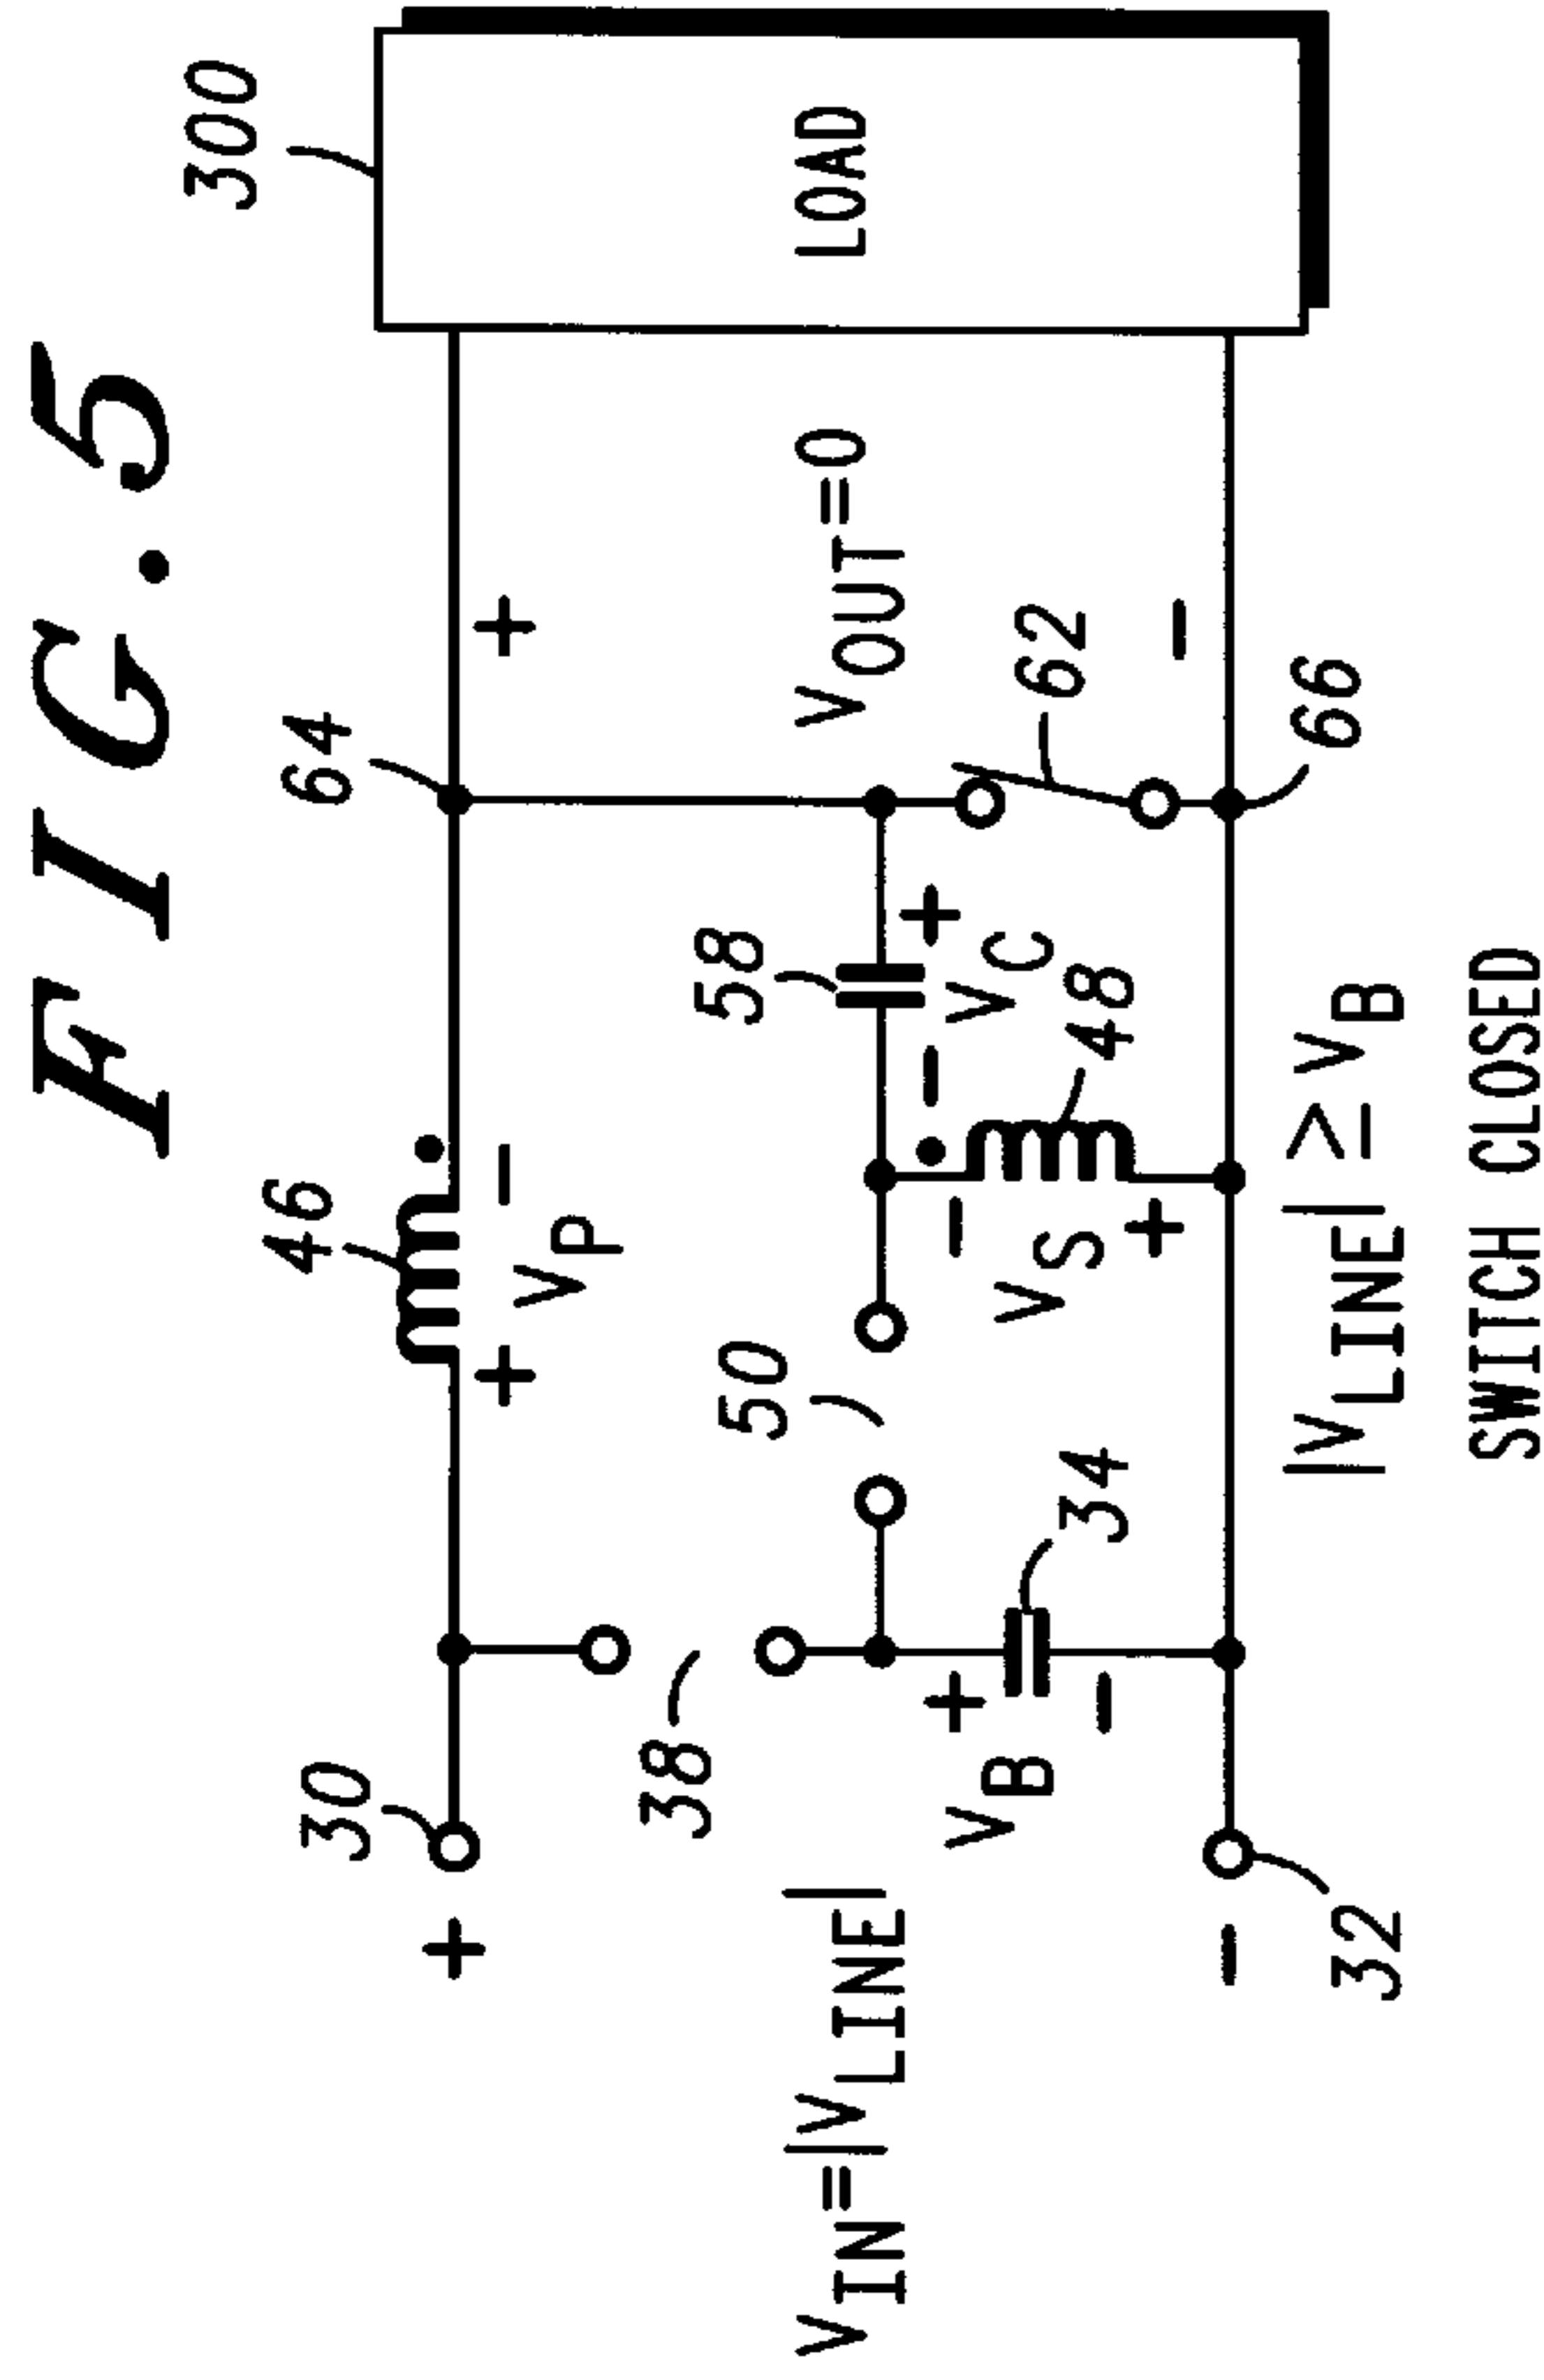 FIG. 5
300
64
46
30
+ VP -
+
+
58
50
38
VIN=|VLINE|
VOUT=0
LOAD
- VC +
62
48
34
VB
+
-
-
VS
+
-
-
32
66
|VLINE| ≥ VB
SWITCH CLOSED